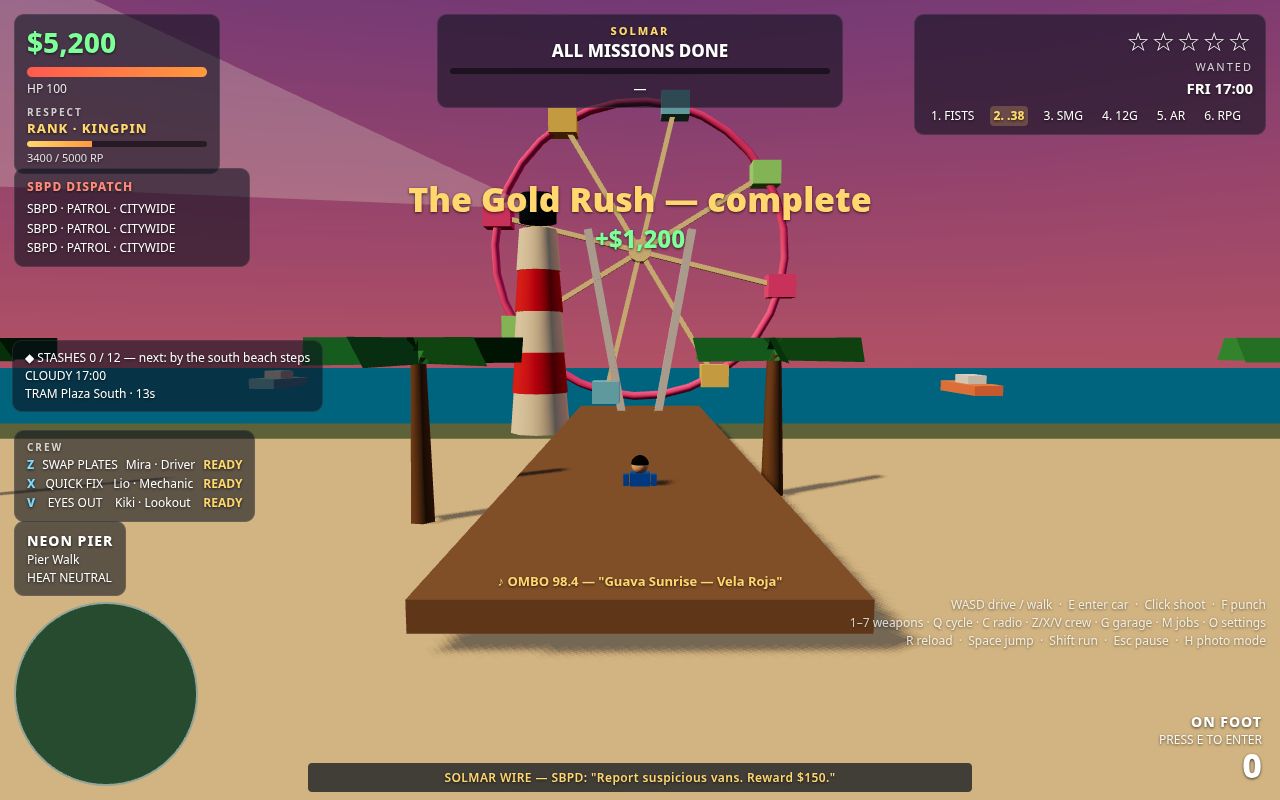 $5,200
HP 100
RESPECT
RANK · KINGPIN
3400 / 5000 RP
SBPD DISPATCH
SBPD · PATROL · CITYWIDE
SBPD · PATROL · CITYWIDE
SBPD · PATROL · CITYWIDE
SOLMAR
ALL MISSIONS DONE
—
☆☆☆☆☆
WANTED
FRI 17:00
1. FISTS 2. .38 3. SMG 4. 12G 5. AR 6. RPG
The Gold Rush — complete
+$1,200
◆ STASHES 0 / 12 — next: by the south beach steps
CLOUDY 17:00
TRAM Plaza South · 13s
CREW
Z SWAP PLATES Mira · Driver READY
X QUICK FIX Lio · Mechanic READY
V EYES OUT Kiki · Lookout READY
NEON PIER
Pier Walk
HEAT NEUTRAL
♪ OMBO 98.4 — "Guava Sunrise — Vela Roja"
WASD drive / walk · E enter car · Click shoot · F punch
1–7 weapons · Q cycle · C radio · Z/X/V crew · G garage · M jobs · O settings
R reload · Space jump · Shift run · Esc pause · H photo mode
ON FOOT
PRESS E TO ENTER
0
SOLMAR WIRE — SBPD: "Report suspicious vans. Reward $150."